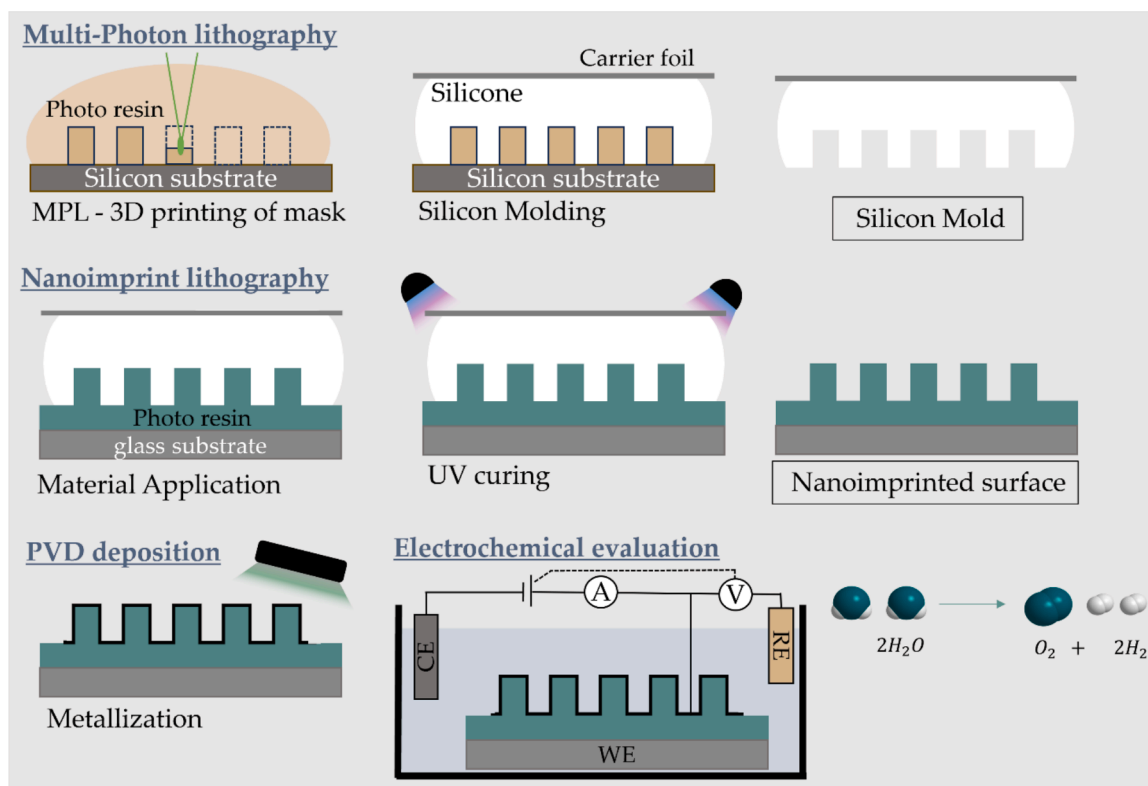 Multi-Photon lithography
Photo resin
Silicon substrate
MPL - 3D printing of mask
Carrier foil
Silicone
Silicon substrate
Silicon Molding
Silicon Mold
Nanoimprint lithography
Photo resin
glass substrate
Material Application
UV curing
Nanoimprinted surface
PVD deposition
Metallization
Electrochemical evaluation
A
V
CE
RE
WE
2H₂O
O₂ + 2H₂